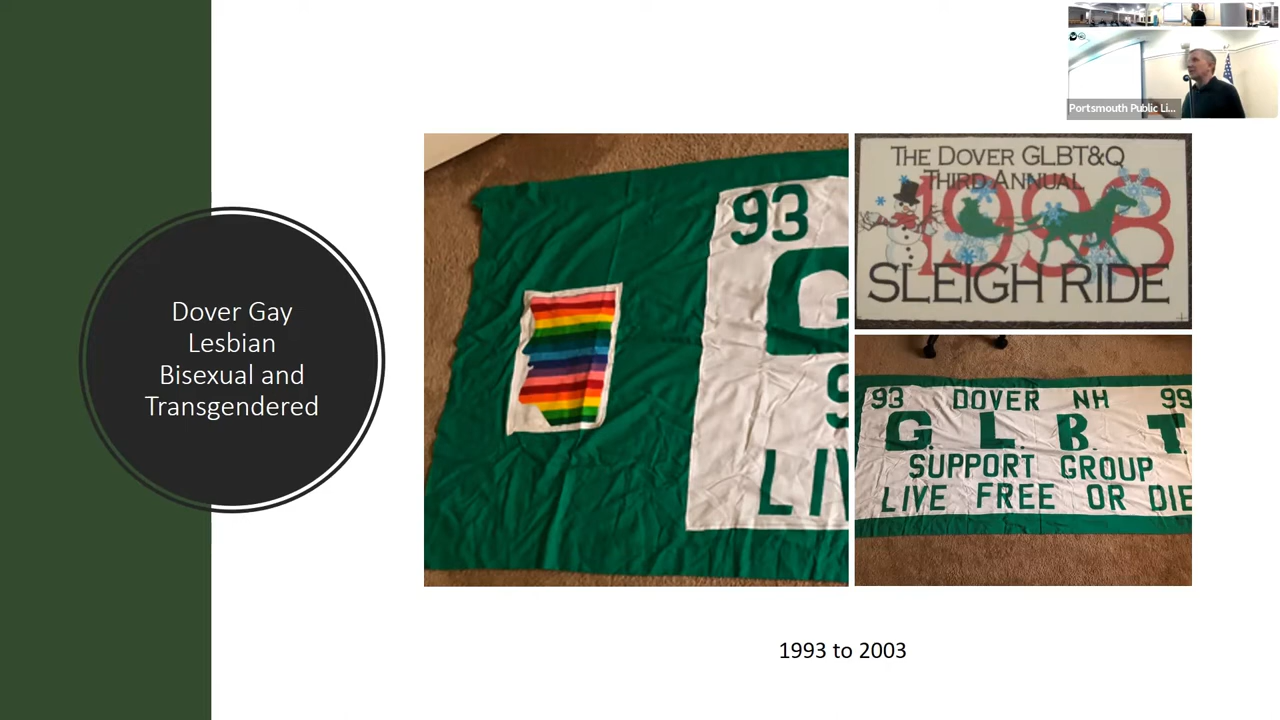 Portsmouth Public Li...
Dover Gay
Lesbian
Bisexual and
Transgendered
93
G
LIV
THE DOVER GLBT&Q
THIRD ANNUAL
1998
SLEIGH RIDE
93 DOVER NH 99
G. L. B. T.
SUPPORT GROUP
LIVE FREE OR DIE
1993 to 2003